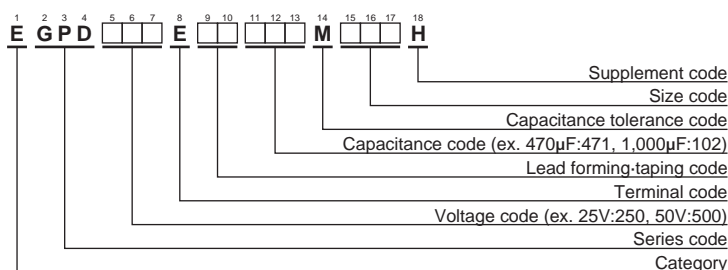 1 2 3 4 5 6 7 8 9 10 11 12 13 14 15 16 17 18
E GPD □□□ E □□ □□□ M □□□ H
Supplement code
Size code
Capacitance tolerance code
Capacitance code (ex. 470µF:471, 1,000µF:102)
Lead forming·taping code
Terminal code
Voltage code (ex. 25V:250, 50V:500)
Series code
Category